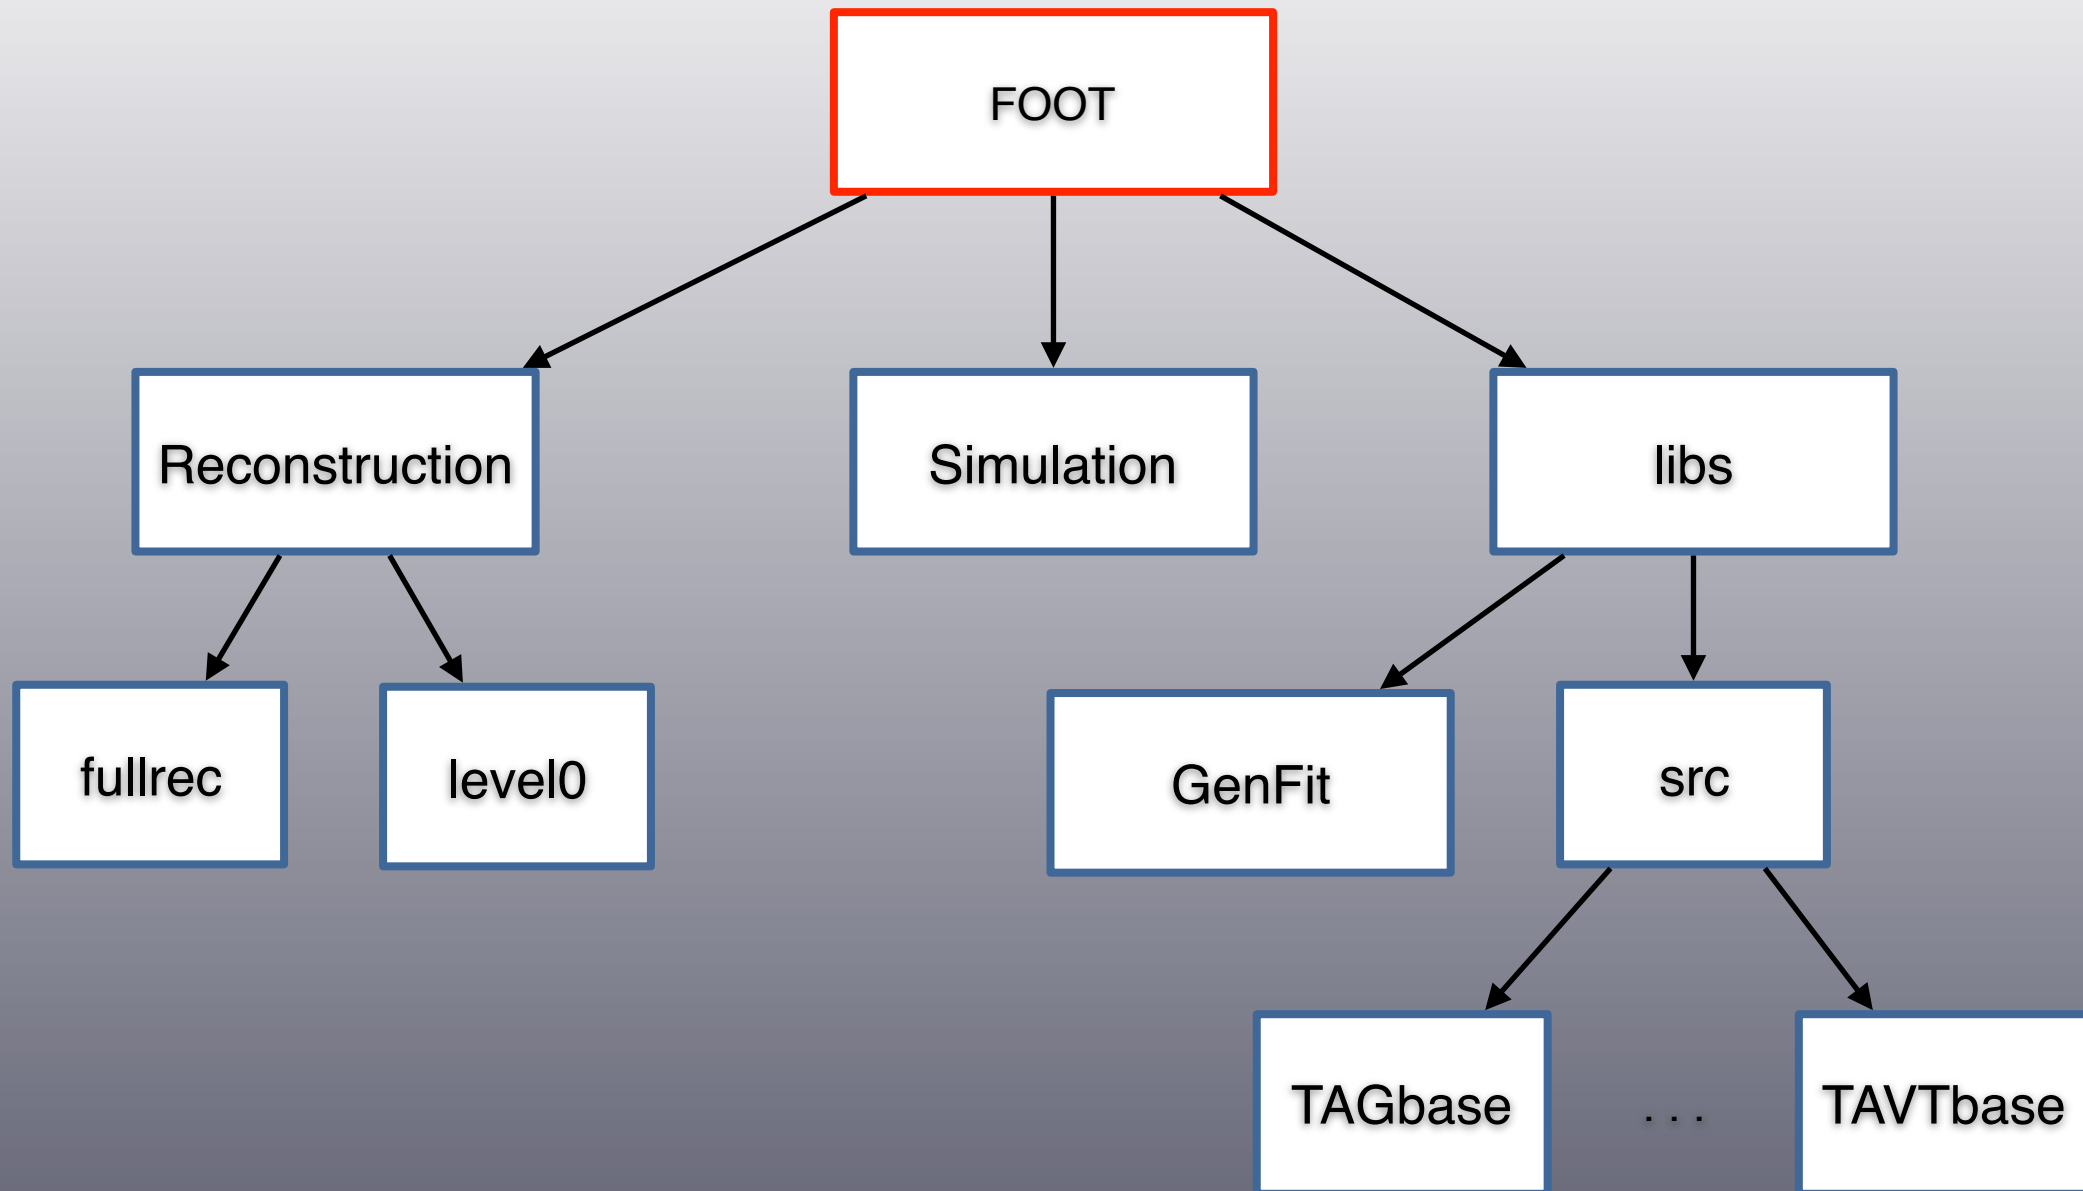 FOOT
Reconstruction
Simulation
libs
fullrec
level0
GenFit
src
TAGbase
. . .
TAVTbase